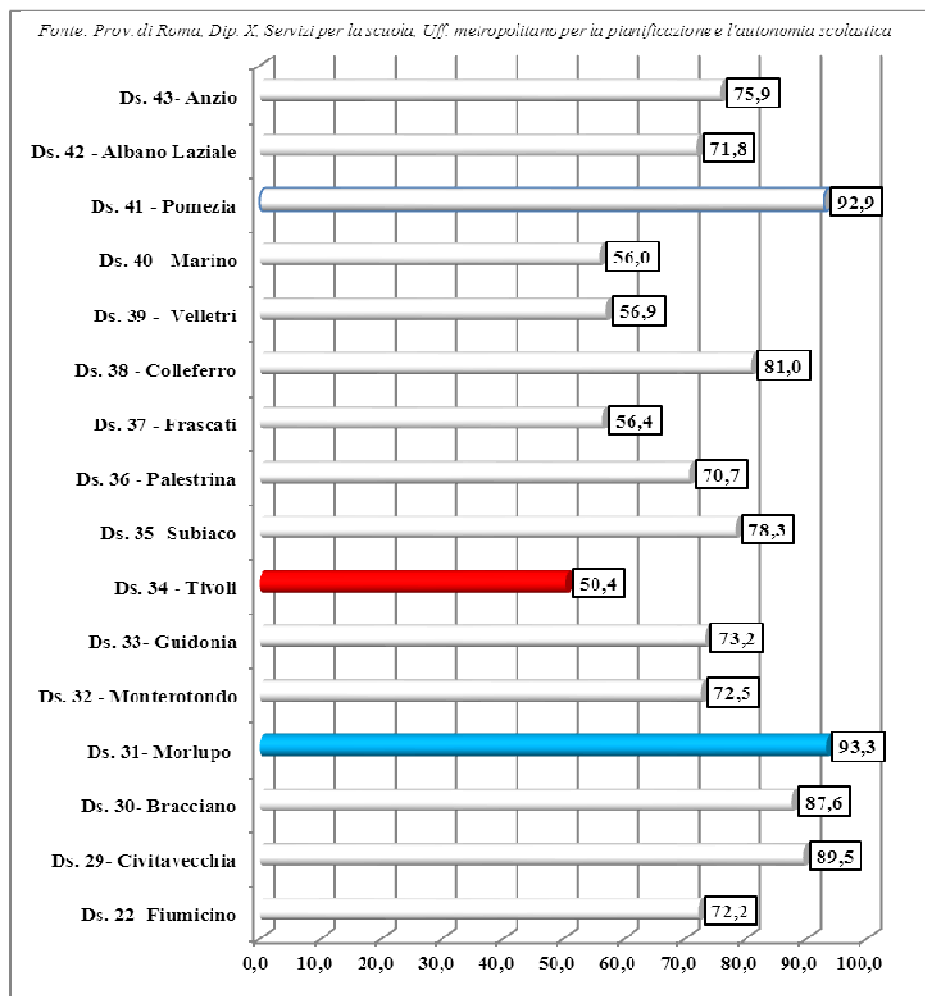 Fonte: Prov. di Roma, Dip. X, Servizi per la scuola, Uff. metropolitano per la pianificazione e l'autonomia scolastica
Ds. 43- Anzio 75,9
Ds. 42 - Albano Laziale 71,8
Ds. 41 - Pomezia 92,9
Ds. 40 Marino 56,0
Ds. 39 - Velletri 56,9
Ds. 38 - Colleferro 81,0
Ds. 37 - Frascati 56,4
Ds. 36 - Palestrina 70,7
Ds. 35 Subiaco 78,3
Ds. 34 - Tivoli 50,4
Ds. 33- Guidonia 73,2
Ds. 32 - Monterotondo 72,5
Ds. 31- Morlupo 93,3
Ds. 30- Bracciano 87,6
Ds. 29- Civitavecchia 89,5
Ds. 22 Fiumicino 72,2
0,0 10,0 20,0 30,0 40,0 50,0 60,0 70,0 80,0 90,0 100,0